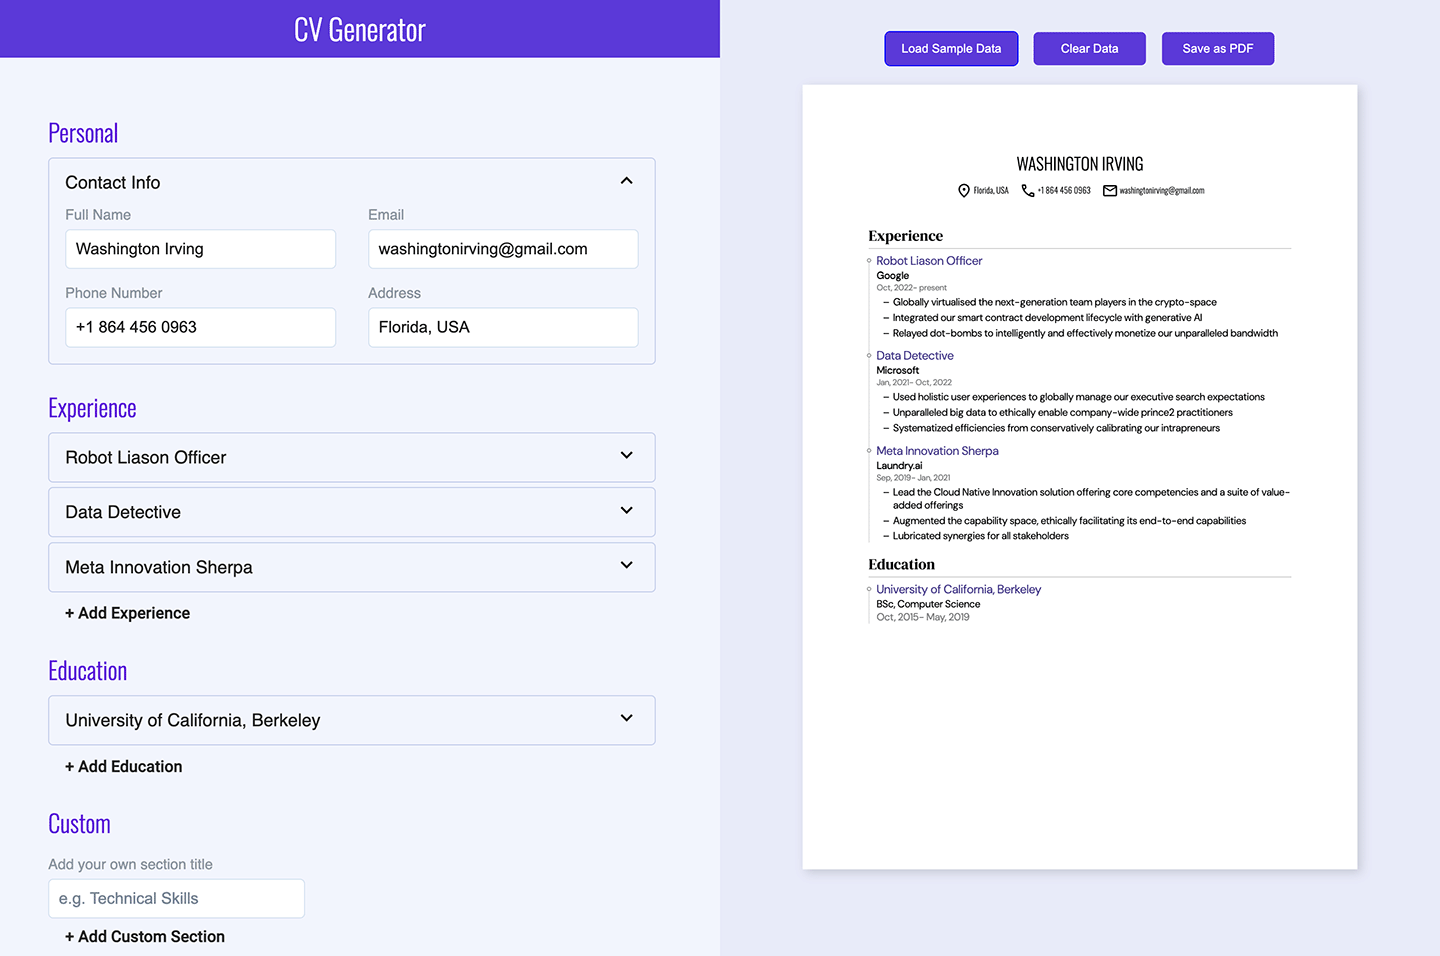 CV Generator
Personal
Contact Info
Full Name
Email
Washington Irving
washingtonirving@gmail.com
Phone Number
Address
+1 864 456 0963
Florida, USA
Experience
Robot Liason Officer
Data Detective
Meta Innovation Sherpa
+ Add Experience
Education
University of California, Berkeley
+ Add Education
Custom
Add your own section title
e.g. Technical Skills
+ Add Custom Section
Load Sample Data
Clear Data
Save as PDF
WASHINGTON IRVING
Florida, USA +1 864 456 0963 washingtonirving@gmail.com
Experience
Robot Liason Officer
Google
Oct, 2022- present
– Globally virtualised the next-generation team players in the crypto-space
– Integrated our smart contract development lifecycle with generative AI
– Relayed dot-bombs to intelligently and effectively monetize our unparalleled bandwidth
Data Detective
Microsoft
Jan, 2021- Oct, 2022
– Used holistic user experiences to globally manage our executive search expectations
– Unparalleled big data to ethically enable company-wide prince2 practitioners
– Systematized efficiencies from conservatively calibrating our intrapreneurs
Meta Innovation Sherpa
Laundry.ai
Sep, 2019- Jan, 2021
– Lead the Cloud Native Innovation solution offering core competencies and a suite of value-
added offerings
– Augmented the capability space, ethically facilitating its end-to-end capabilities
– Lubricated synergies for all stakeholders
Education
University of California, Berkeley
BSc, Computer Science
Oct, 2015- May, 2019